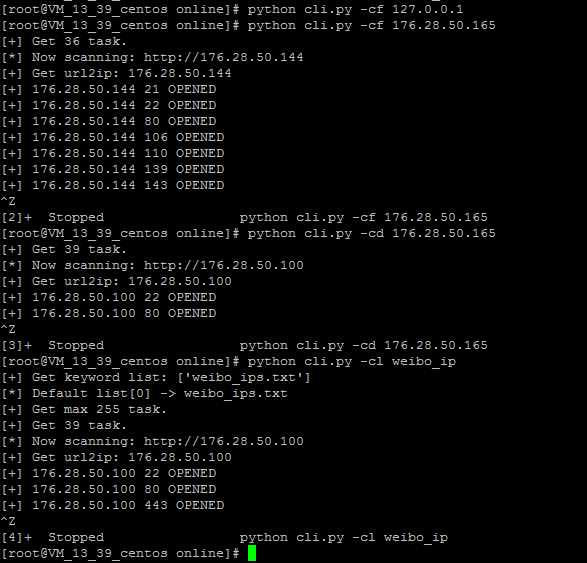 [root@VM_13_39_centos online]# python cli.py -cf 127.0.0.1
[root@VM_13_39_centos online]# python cli.py -cf 176.28.50.165
[+] Get 36 task.
[*] Now scanning: http://176.28.50.144
[+] Get url2ip: 176.28.50.144
[+] 176.28.50.144 21 OPENED
[+] 176.28.50.144 22 OPENED
[+] 176.28.50.144 80 OPENED
[+] 176.28.50.144 106 OPENED
[+] 176.28.50.144 110 OPENED
[+] 176.28.50.144 139 OPENED
[+] 176.28.50.144 143 OPENED
^Z
[2]+  Stopped                 python cli.py -cf 176.28.50.165
[root@VM_13_39_centos online]# python cli.py -cd 176.28.50.165
[+] Get 39 task.
[*] Now scanning: http://176.28.50.100
[+] Get url2ip: 176.28.50.100
[+] 176.28.50.100 22 OPENED
[+] 176.28.50.100 80 OPENED
^Z
[3]+  Stopped                 python cli.py -cd 176.28.50.165
[root@VM_13_39_centos online]# python cli.py -cl weibo_ip
[+] Get keyword list: ['weibo_ips.txt']
[*] Default list[0] -> weibo_ips.txt
[+] Get max 255 task.
[+] Get 39 task.
[*] Now scanning: http://176.28.50.100
[+] Get url2ip: 176.28.50.100
[+] 176.28.50.100 22 OPENED
[+] 176.28.50.100 80 OPENED
[+] 176.28.50.100 443 OPENED
^Z
[4]+  Stopped                 python cli.py -cl weibo_ip
[root@VM_13_39_centos online]#